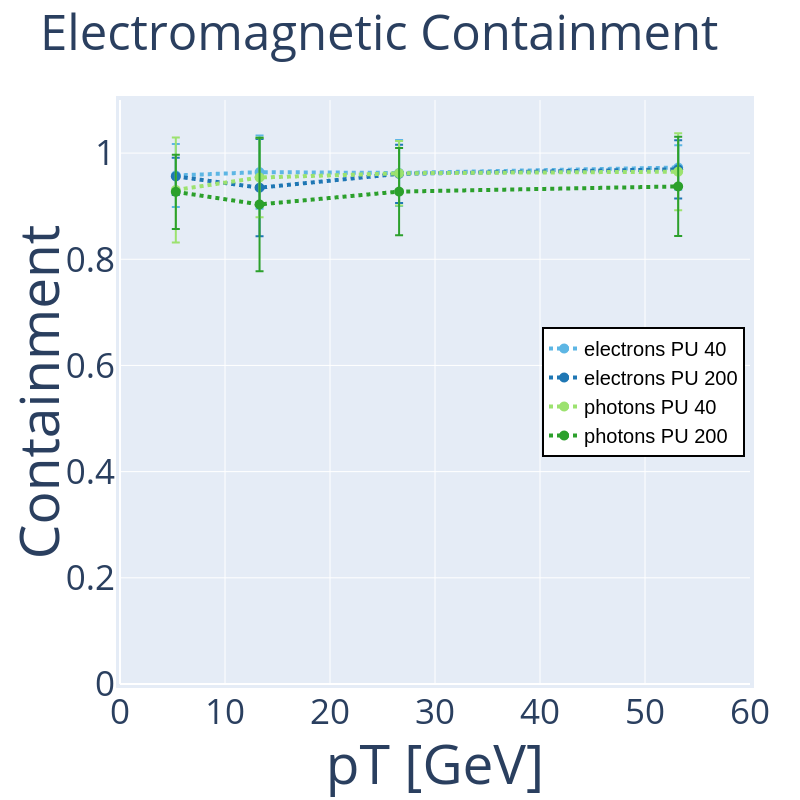 Electromagnetic Containment
Containment
1
0.8
0.6
0.4
0.2
0
0 10 20 30 40 50 60
pT [GeV]
electrons PU 40
electrons PU 200
photons PU 40
photons PU 200